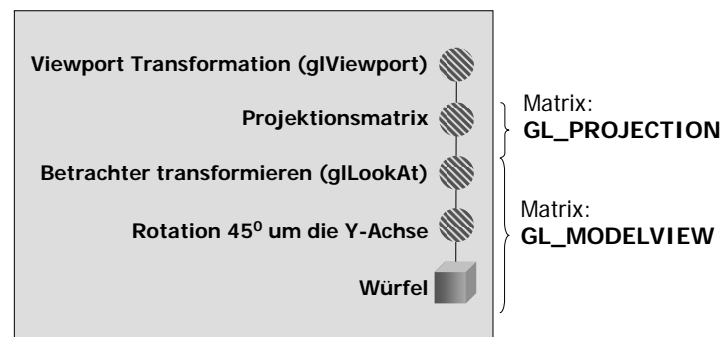 Viewport Transformation (glViewport)
Projektionsmatrix
Matrix:
GL_PROJECTION
Betrachter transformieren (glLookAt)
Rotation 45⁰ um die Y-Achse
Matrix:
GL_MODELVIEW
Würfel